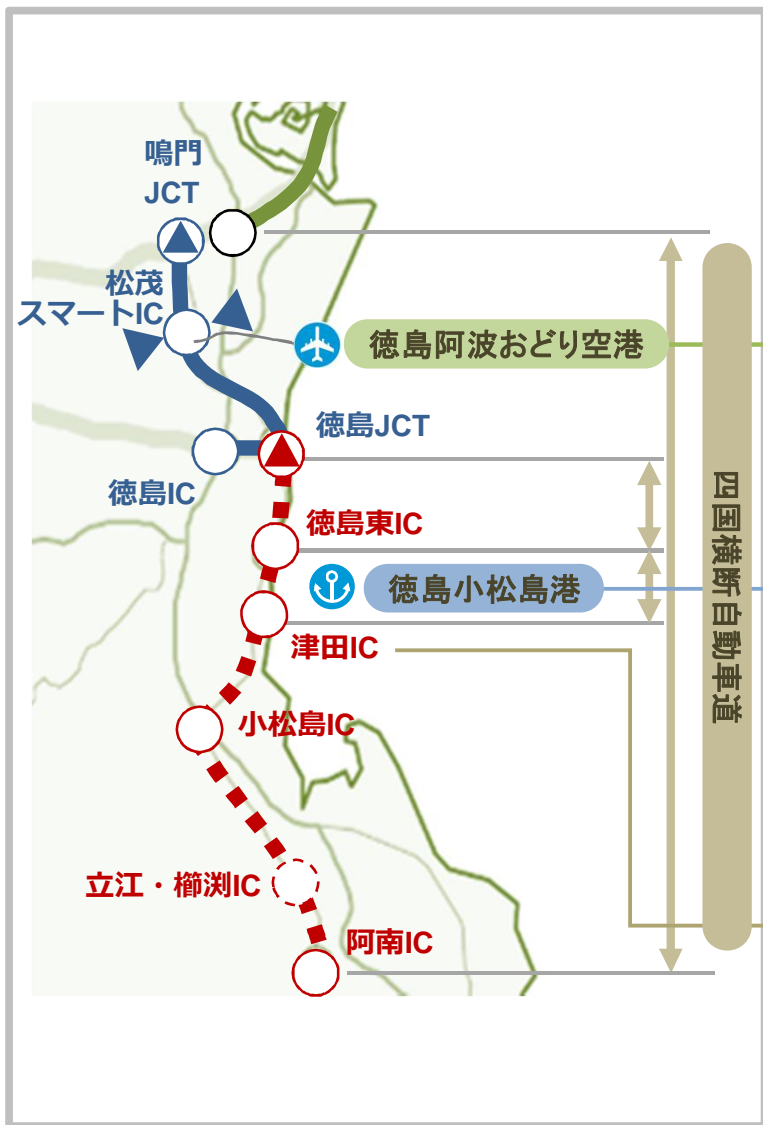 鳴門
JCT
松茂
スマートIC
徳島阿波おどり空港
徳島JCT
徳島IC
徳島東IC
徳島小松島港
津田IC
小松島IC
立江・櫛渕IC
阿南IC
四国横断自動車道